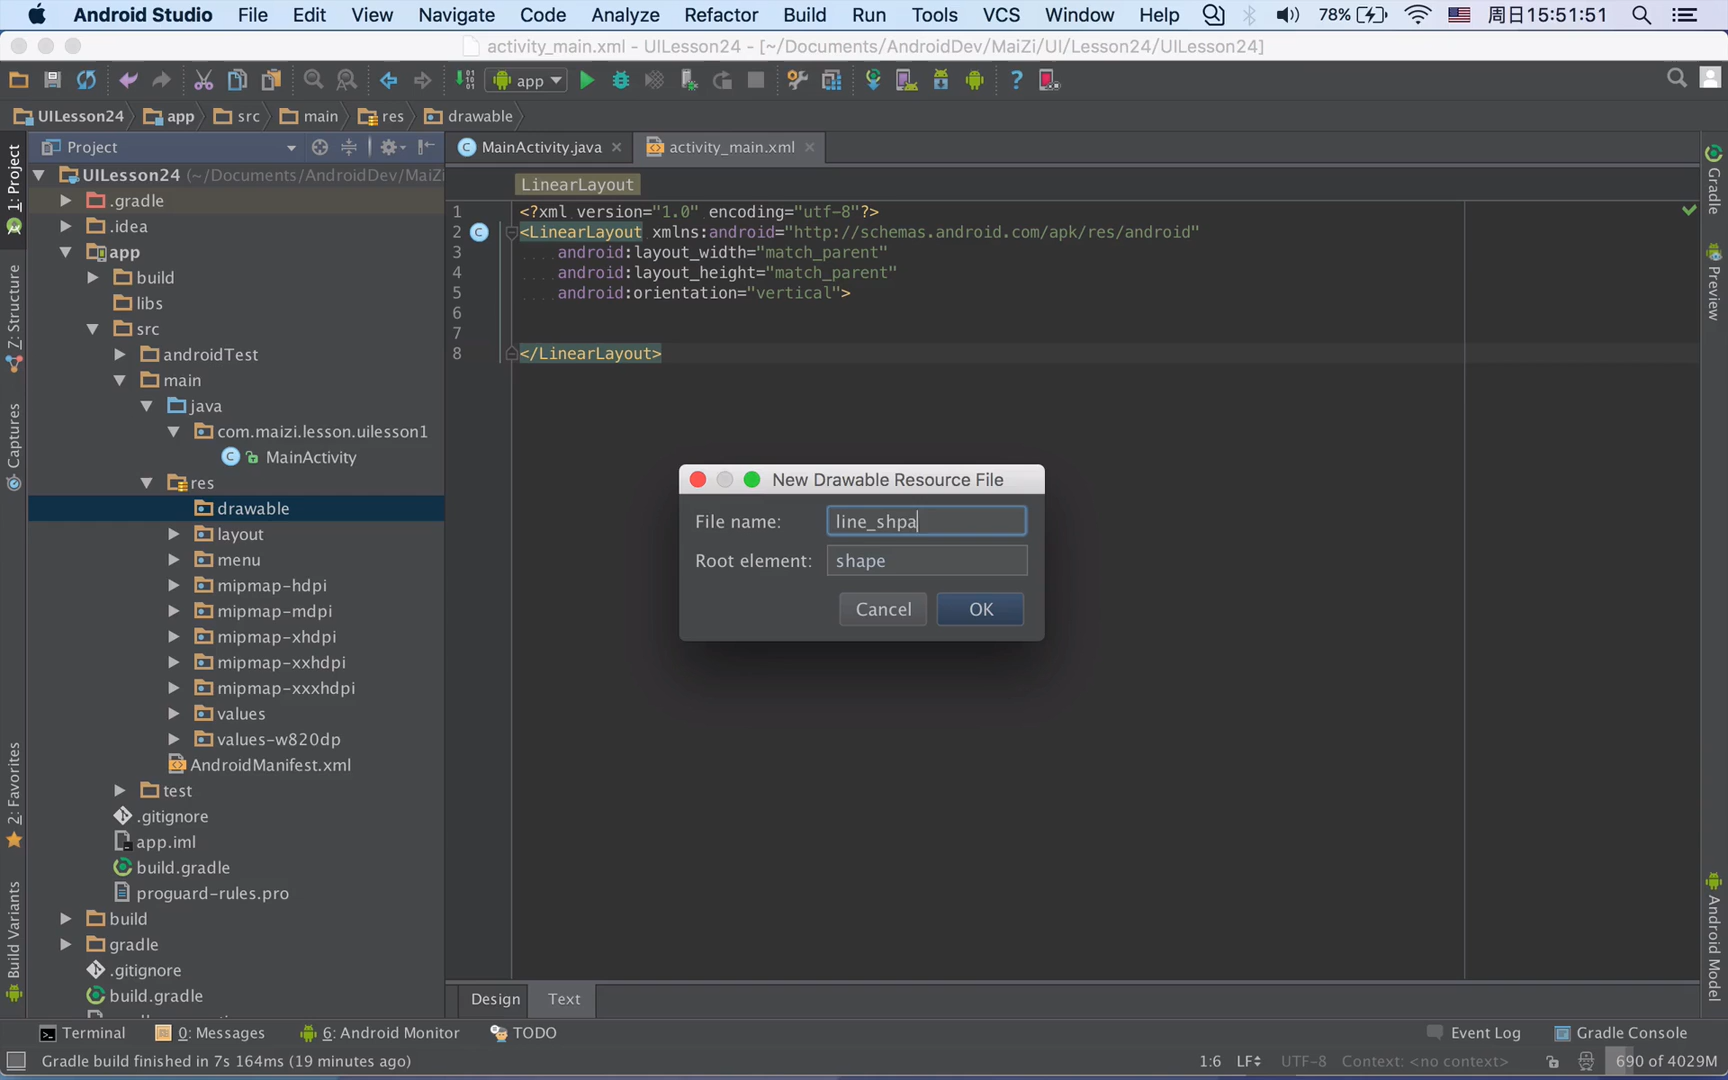 Android Studio File Edit View Navigate Code Analyze Refactor Build Run Tools VCS Window Help 78% 周日15:51:51
activity_main.xml - UILesson24 - [~/Documents/AndroidDev/MaiZi/UI/Lesson24/UILesson24]
app
UILesson24 app src main res drawable
Project
MainActivity.java activity_main.xml
UILesson24 (~/Documents/AndroidDev/MaiZi
.gradle
.idea
app
build
libs
src
androidTest
main
java
com.maizi.lesson.uilesson1
MainActivity
res
drawable
layout
menu
mipmap-hdpi
mipmap-mdpi
mipmap-xhdpi
mipmap-xxhdpi
mipmap-xxxhdpi
values
values-w820dp
AndroidManifest.xml
test
.gitignore
app.iml
build.gradle
proguard-rules.pro
build
gradle
.gitignore
build.gradle
1: Project
7: Structure
Captures
2: Favorites
Build Variants
LinearLayout
1 <?xml version="1.0" encoding="utf-8"?>
2 <LinearLayout xmlns:android="http://schemas.android.com/apk/res/android"
3 android:layout_width="match_parent"
4 android:layout_height="match_parent"
5 android:orientation="vertical">
6
7
8 </LinearLayout>
New Drawable Resource File
File name: line_shpa
Root element: shape
Cancel OK
Gradle
Preview
Android Model
Design Text
Terminal 0: Messages 6: Android Monitor TODO Event Log Gradle Console
Gradle build finished in 7s 164ms (19 minutes ago) 1:6 LF UTF-8 Context: <no context> 690 of 4029M